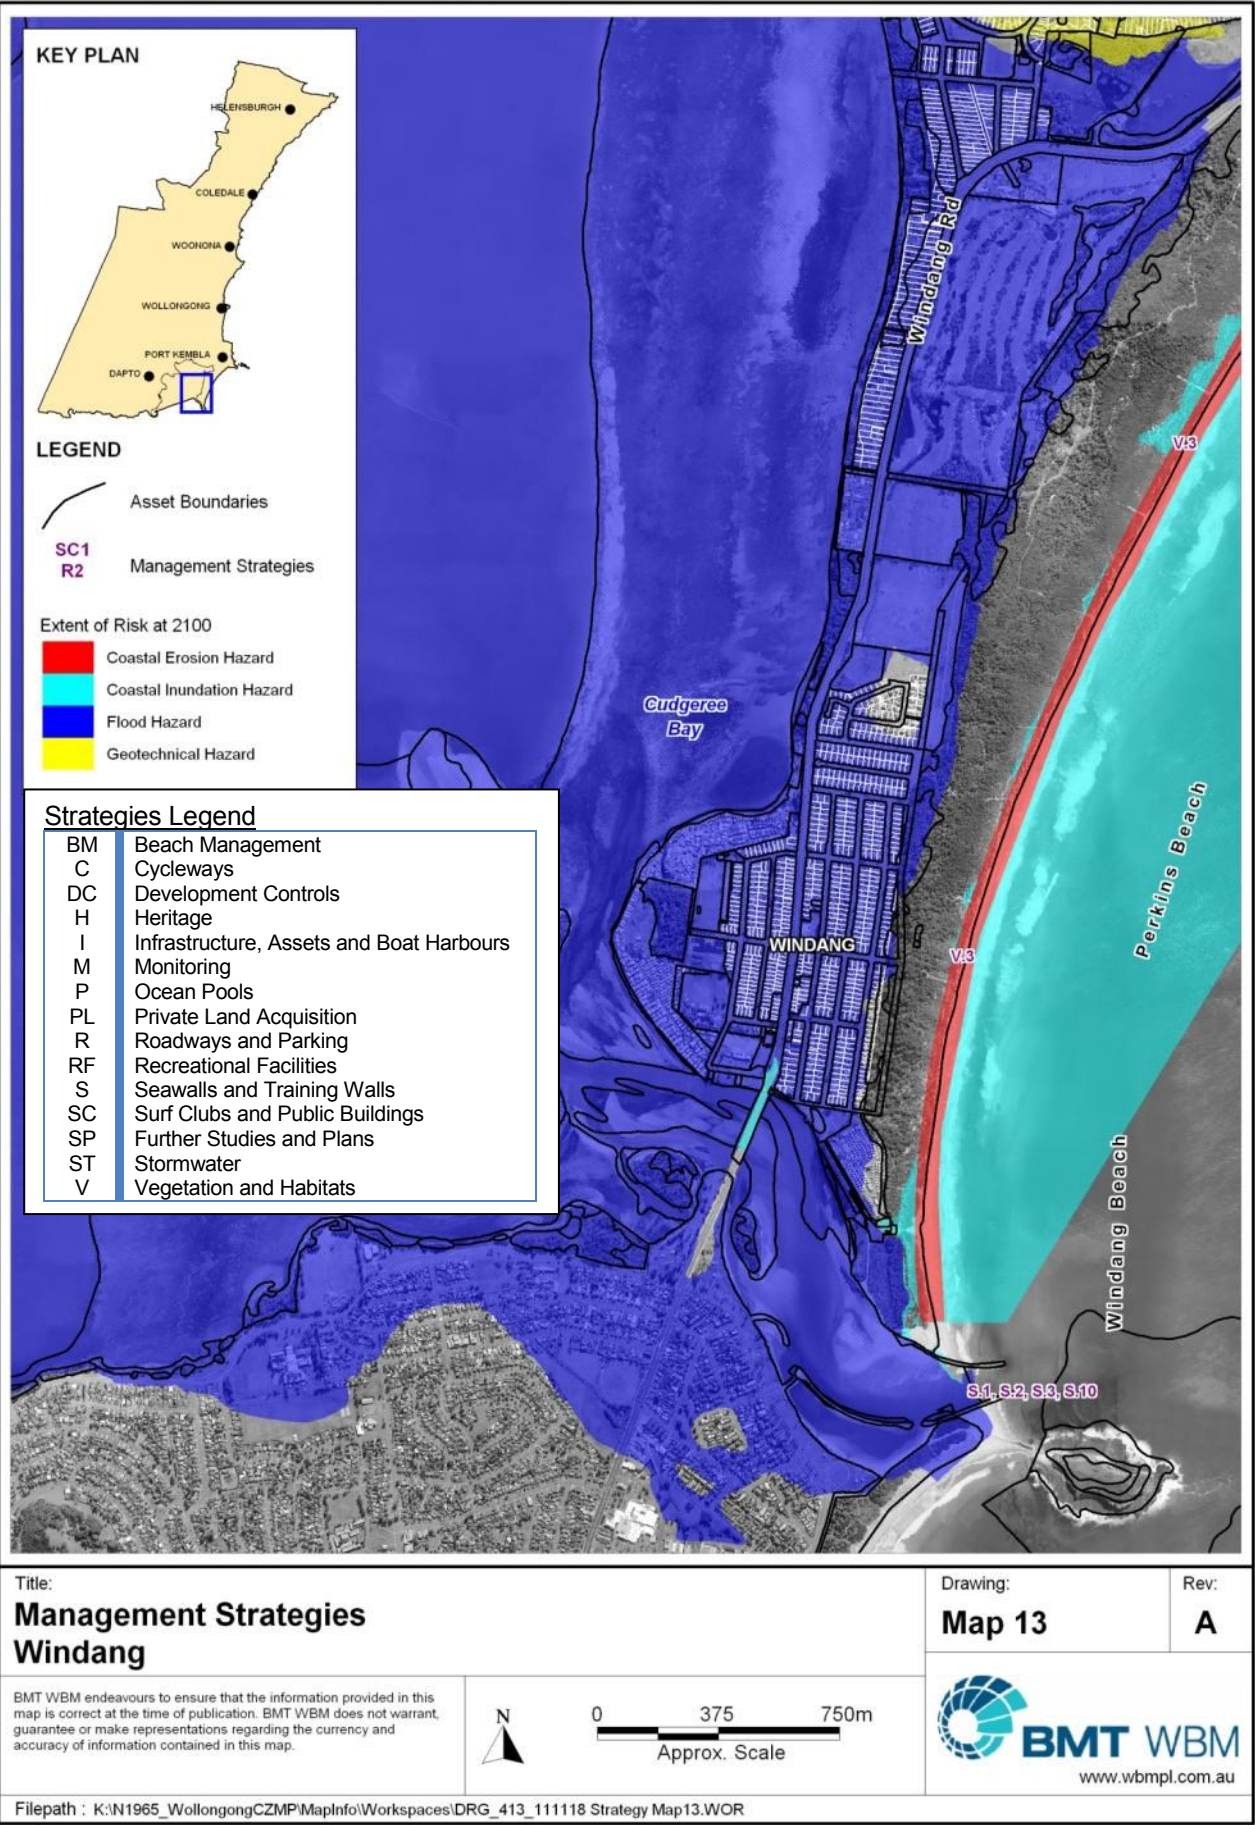 KEY PLAN
HELENSBURGH
COLEDALE
WOONONA
WOLLONGONG
PORT KEMBLA
DAPTO
LEGEND
Asset Boundaries
SC1
R2
Management Strategies
Extent of Risk at 2100
Coastal Erosion Hazard
Coastal Inundation Hazard
Flood Hazard
Geotechnical Hazard
Strategies Legend
BM Beach Management
C Cycleways
DC Development Controls
H Heritage
I Infrastructure, Assets and Boat Harbours
M Monitoring
P Ocean Pools
PL Private Land Acquisition
R Roadways and Parking
RF Recreational Facilities
S Seawalls and Training Walls
SC Surf Clubs and Public Buildings
SP Further Studies and Plans
ST Stormwater
V Vegetation and Habitats
Windang Rd
V.3
Cudgeree
Bay
Perkins Beach
WINDANG
V.3
Windang Beach
S.1, S.2, S.3, S.10
Title:
Management Strategies
Windang
Drawing:
Map 13
Rev:
A
BMT WBM endeavours to ensure that the information provided in this
map is correct at the time of publication. BMT WBM does not warrant,
guarantee or make representations regarding the currency and
accuracy of information contained in this map.
N
0 375 750m
Approx. Scale
BMT WBM
www.wbmpl.com.au
Filepath : K:\N1965_WollongongCZMP\MapInfo\Workspaces\DRG_413_111118 Strategy Map13.WOR